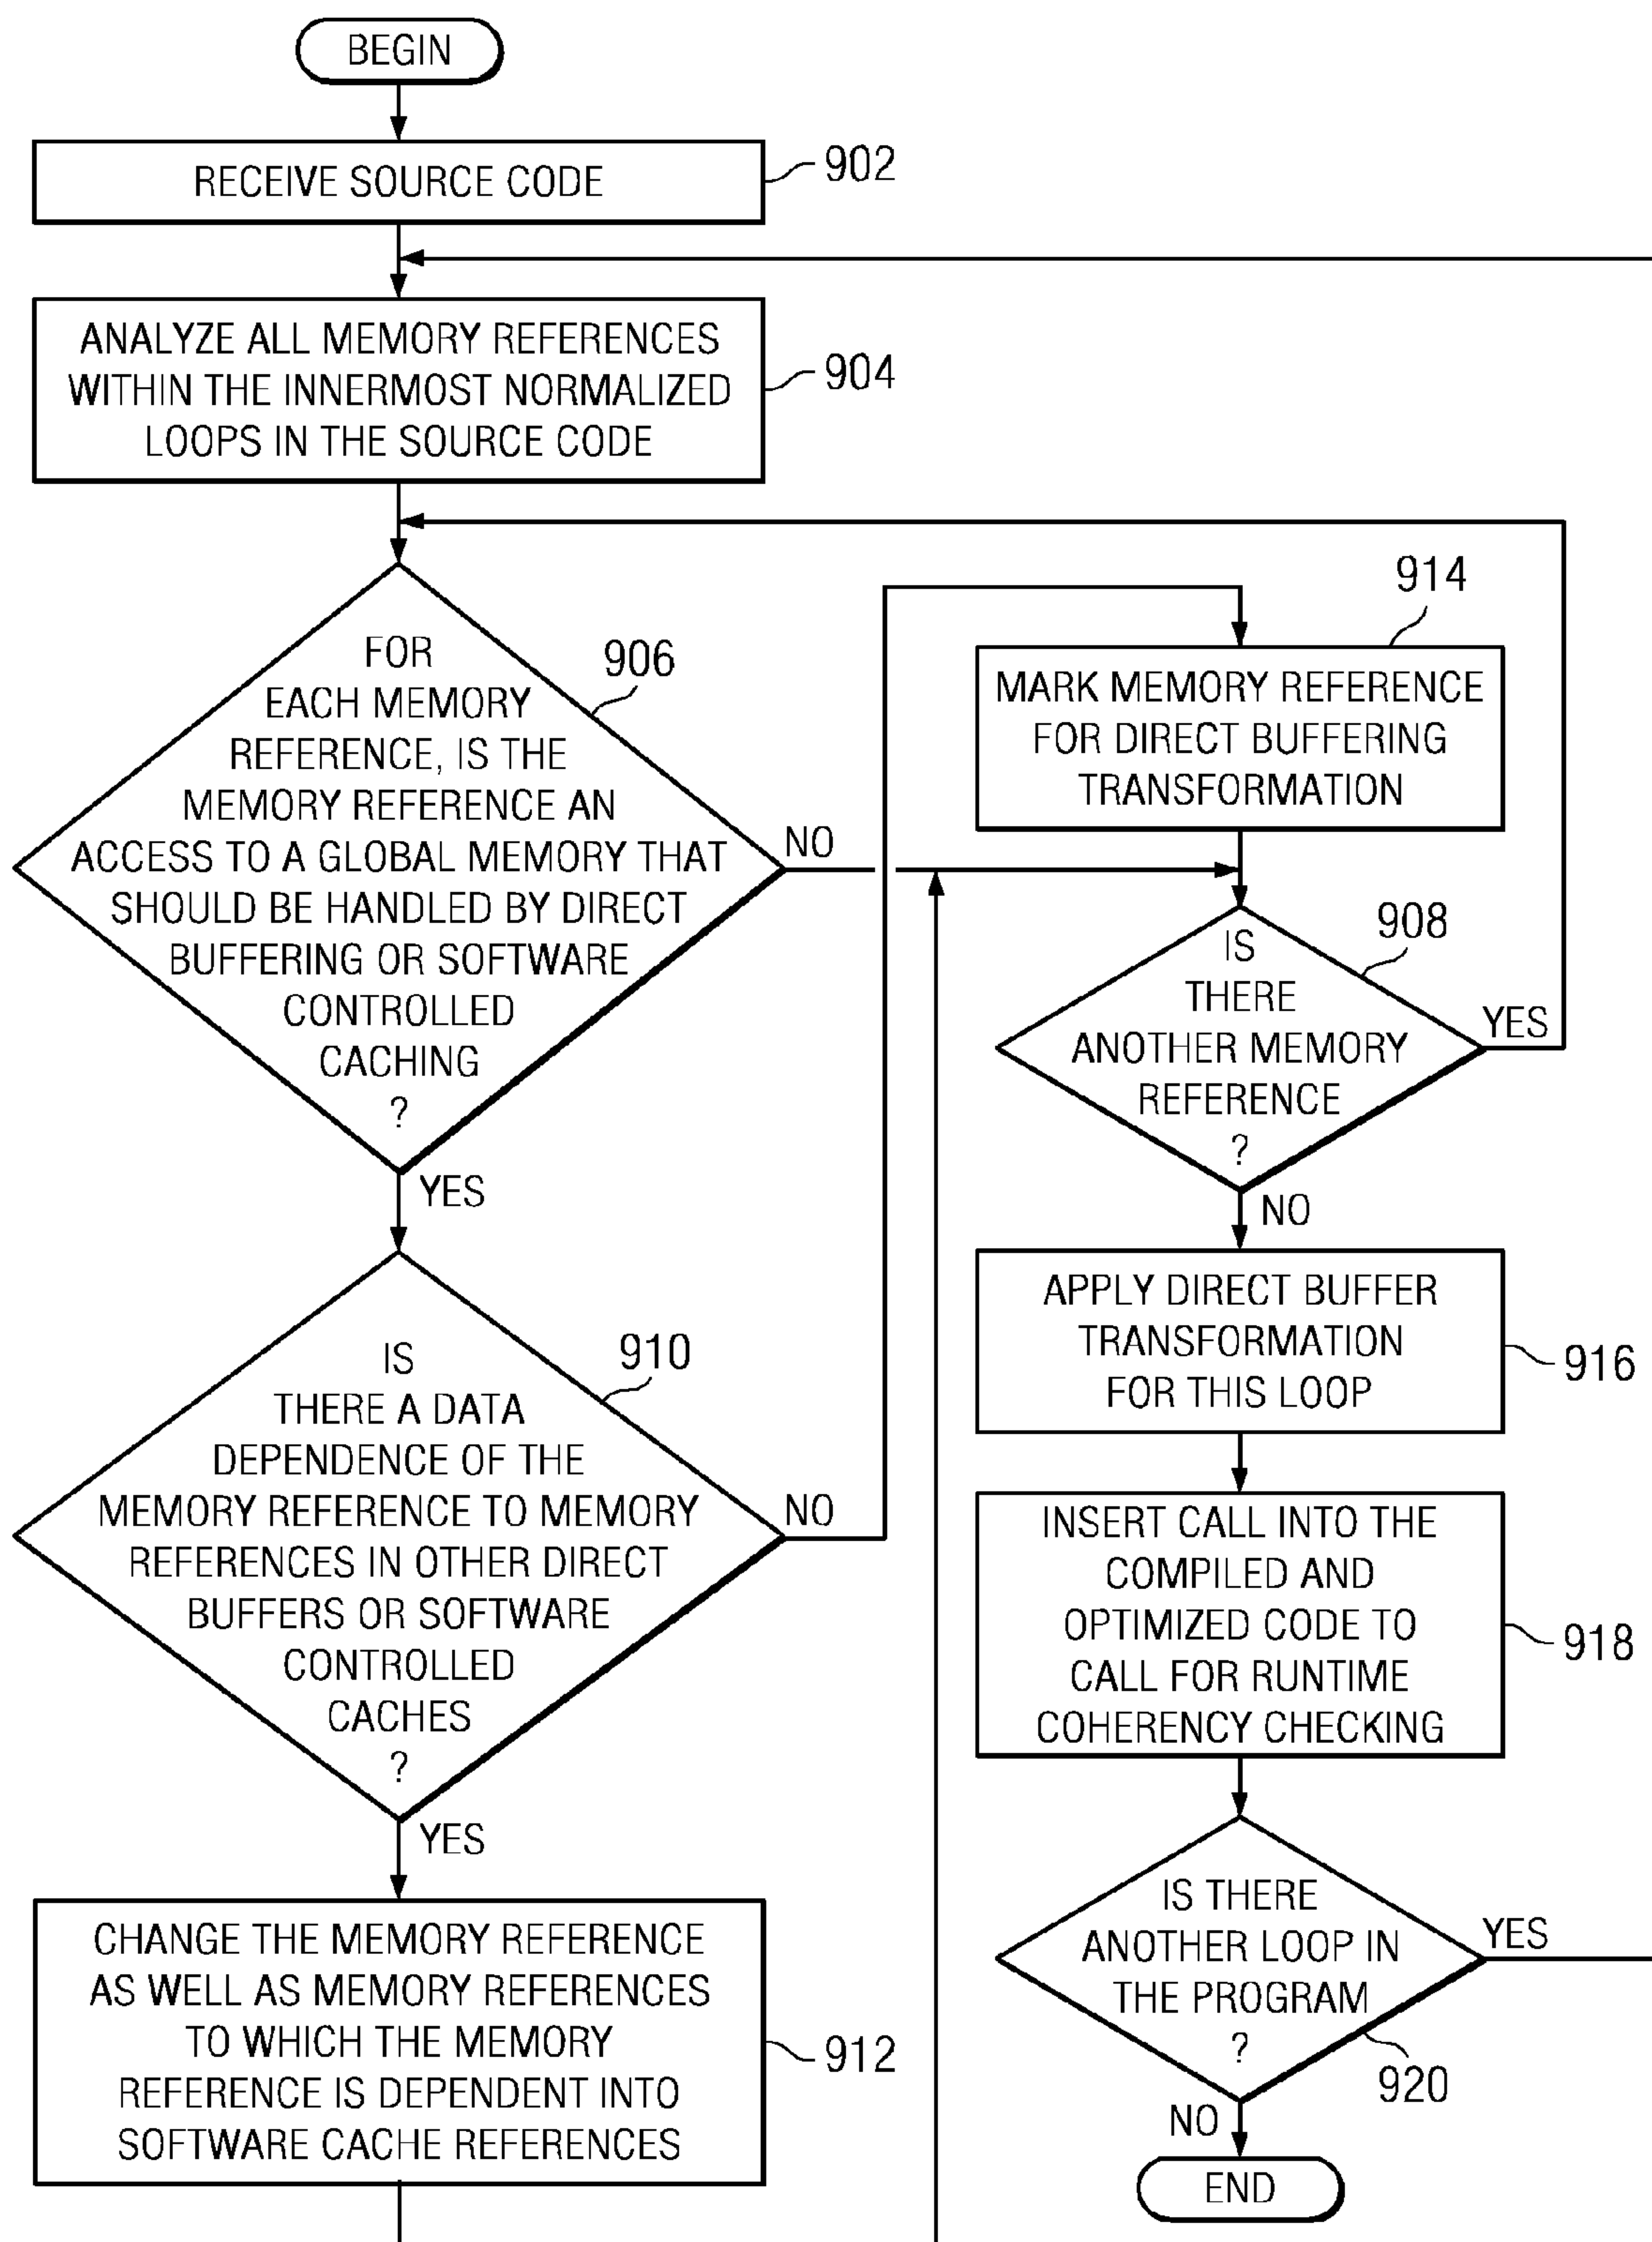 BEGIN
RECEIVE SOURCE CODE
902
ANALYZE ALL MEMORY REFERENCES
WITHIN THE INNERMOST NORMALIZED
LOOPS IN THE SOURCE CODE
904
FOR
EACH MEMORY
REFERENCE, IS THE
MEMORY REFERENCE AN
ACCESS TO A GLOBAL MEMORY THAT
SHOULD BE HANDLED BY DIRECT
BUFFERING OR SOFTWARE
CONTROLLED
CACHING
?
906
NO
YES
IS
THERE A DATA
DEPENDENCE OF THE
MEMORY REFERENCE TO MEMORY
REFERENCES IN OTHER DIRECT
BUFFERS OR SOFTWARE
CONTROLLED
CACHES
?
910
NO
YES
CHANGE THE MEMORY REFERENCE
AS WELL AS MEMORY REFERENCES
TO WHICH THE MEMORY
REFERENCE IS DEPENDENT INTO
SOFTWARE CACHE REFERENCES
912
914
MARK MEMORY REFERENCE
FOR DIRECT BUFFERING
TRANSFORMATION
908
IS
THERE
ANOTHER MEMORY
REFERENCE
?
YES
NO
APPLY DIRECT BUFFER
TRANSFORMATION
FOR THIS LOOP
916
INSERT CALL INTO THE
COMPILED AND
OPTIMIZED CODE TO
CALL FOR RUNTIME
COHERENCY CHECKING
918
IS THERE
ANOTHER LOOP IN
THE PROGRAM
?
YES
920
NO
END